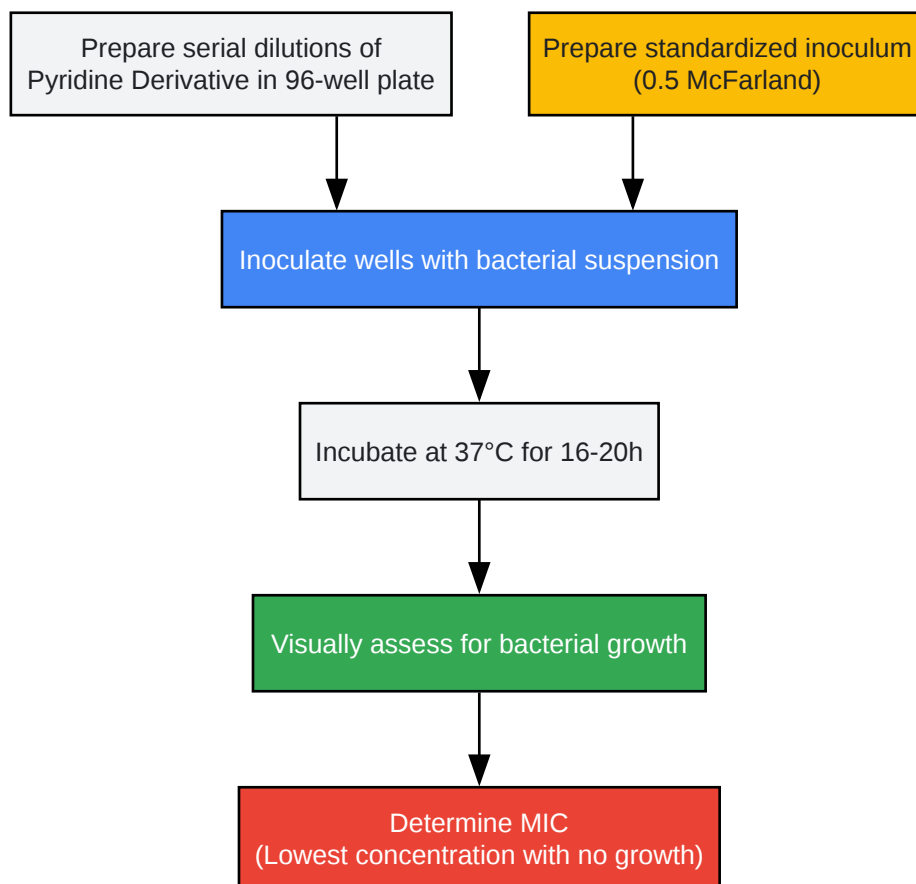 Prepare serial dilutions of
Pyridine Derivative in 96-well plate
Prepare standardized inoculum
(0.5 McFarland)
Inoculate wells with bacterial suspension
Incubate at 37°C for 16-20h
Visually assess for bacterial growth
Determine MIC
(Lowest concentration with no growth)